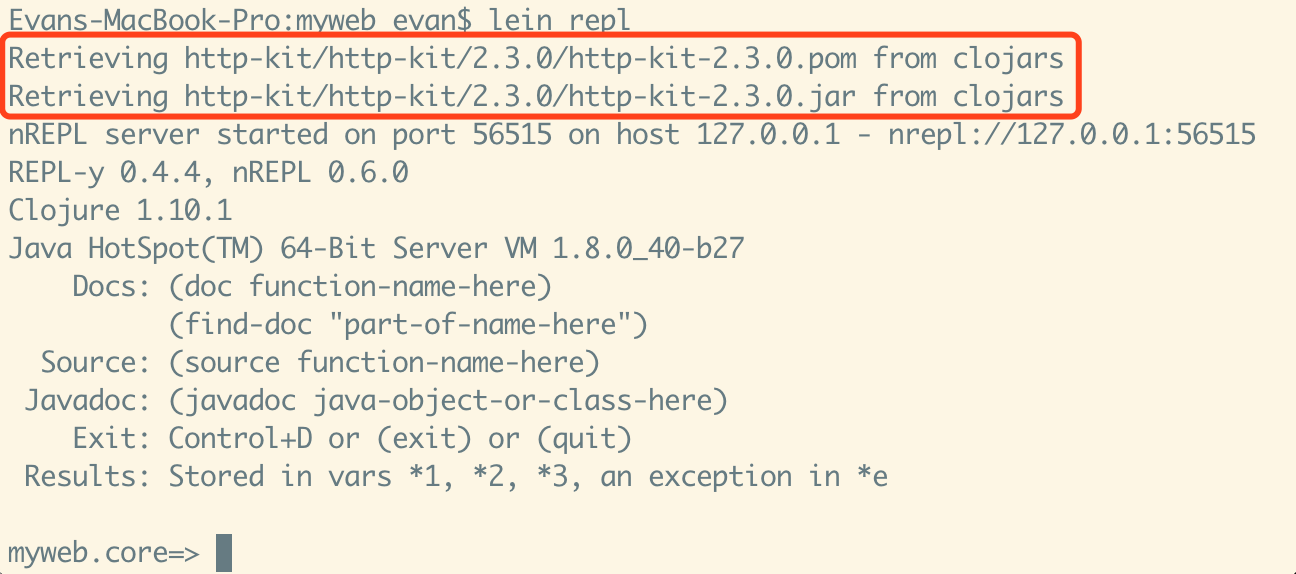 Evans-MacBook-Pro:myweb evan$ lein repl
Retrieving http-kit/http-kit/2.3.0/http-kit-2.3.0.pom from clojars
Retrieving http-kit/http-kit/2.3.0/http-kit-2.3.0.jar from clojars
nREPL server started on port 56515 on host 127.0.0.1 - nrepl://127.0.0.1:56515
REPL-y 0.4.4, nREPL 0.6.0
Clojure 1.10.1
Java HotSpot(TM) 64-Bit Server VM 1.8.0_40-b27
    Docs: (doc function-name-here)
          (find-doc "part-of-name-here")
  Source: (source function-name-here)
 Javadoc: (javadoc java-object-or-class-here)
    Exit: Control+D or (exit) or (quit)
 Results: Stored in vars *1, *2, *3, an exception in *e
myweb.core=>